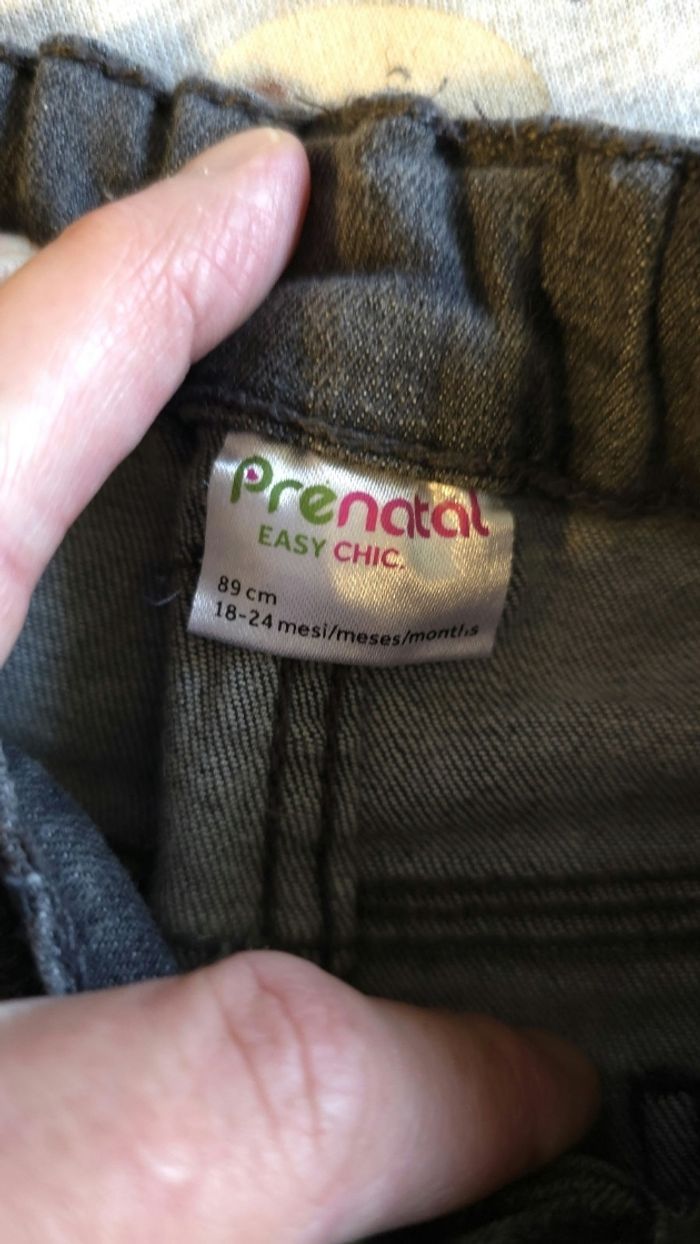 Prenatal
EASY CHIC.
89 cm
18-24 mesi/meses/months